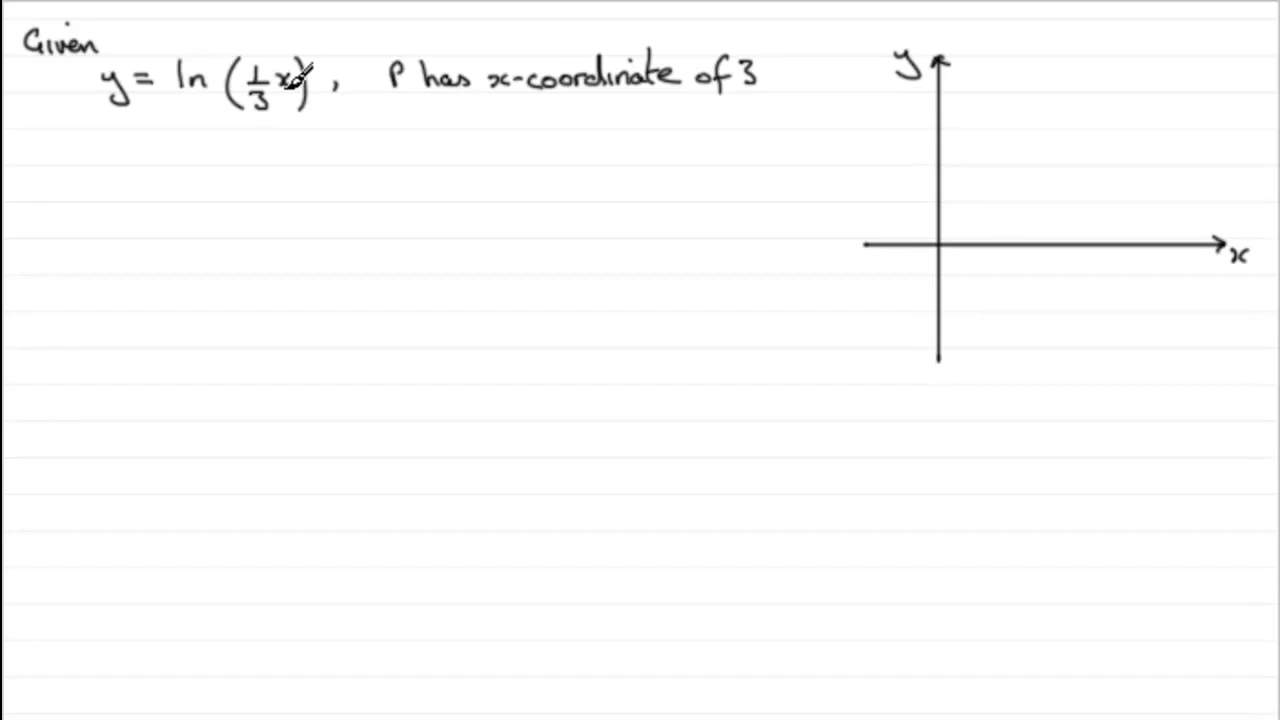 Given
y = ln (1/3 x), P has x-coordinate of 3
y
x